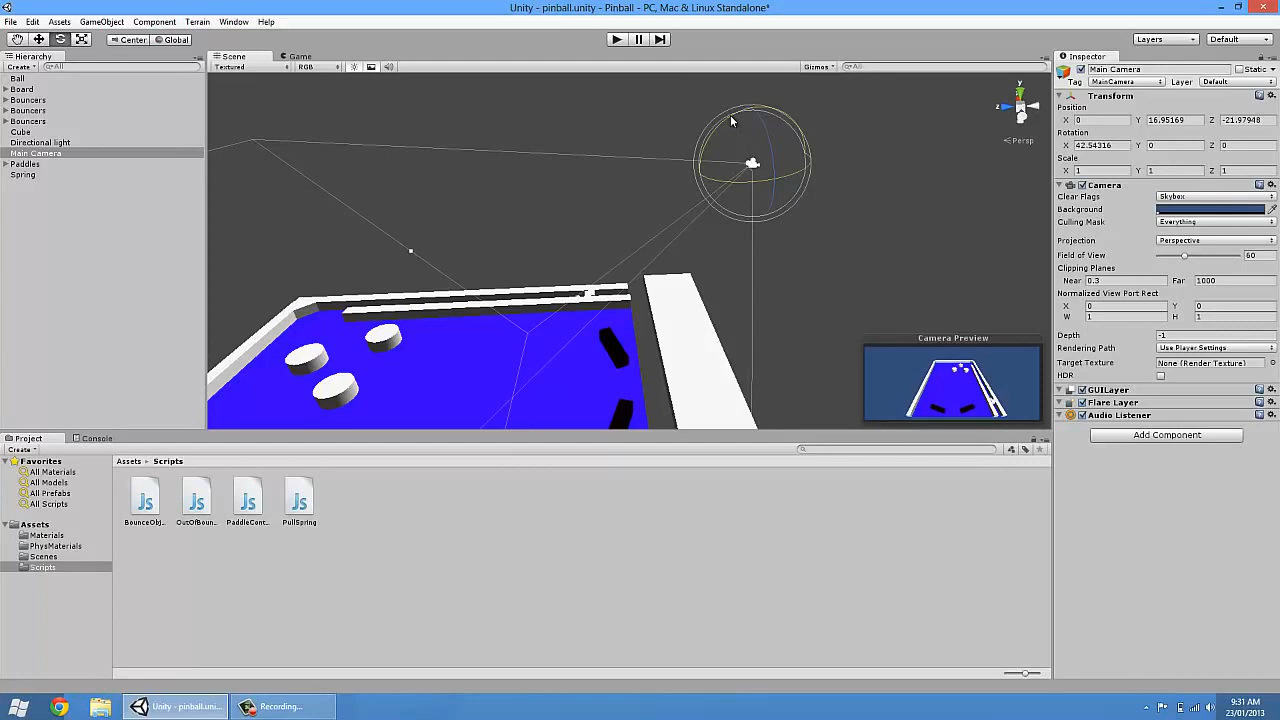 Unity - pinball.unity - Pinball - PC, Mac & Linux Standalone*
File Edit Assets GameObject Component Terrain Window Help
Center Global Layers Default
Hierarchy Scene Game Inspector
Create All Textured RGB Gizmos All Main Camera Static
Tag MainCamera Layer Default
Ball
Board
Bouncers
Bouncers
Bouncers
Cube
Directional light
Main Camera
Paddles
Spring
y
z
Persp
Transform
Position
X 0 Y 16.95169 Z -21.97948
Rotation
X 42.54316 Y 0 Z 0
Scale
X 1 Y 1 Z 1
Camera
Clear Flags Skybox
Background
Culling Mask Everything
Projection Perspective
Field of View 60
Clipping Planes
Near 0.3 Far 1000
Normalized View Port Rect
X 0 Y 0
W 1 H 1
Depth -1
Rendering Path Use Player Settings
Target Texture None (Render Texture)
HDR
GUILayer
Flare Layer
Audio Listener
Add Component
Camera Preview
Project Console
Create
Favorites
All Materials
All Models
All Prefabs
All Scripts
Assets
Materials
PhysMaterials
Scenes
Scripts
Assets Scripts
JS JS JS JS
BounceObj... OutOfBoun... PaddleCont... PullSpring
Unity - pinball.uni... Recording...
9:31 AM
23/01/2013